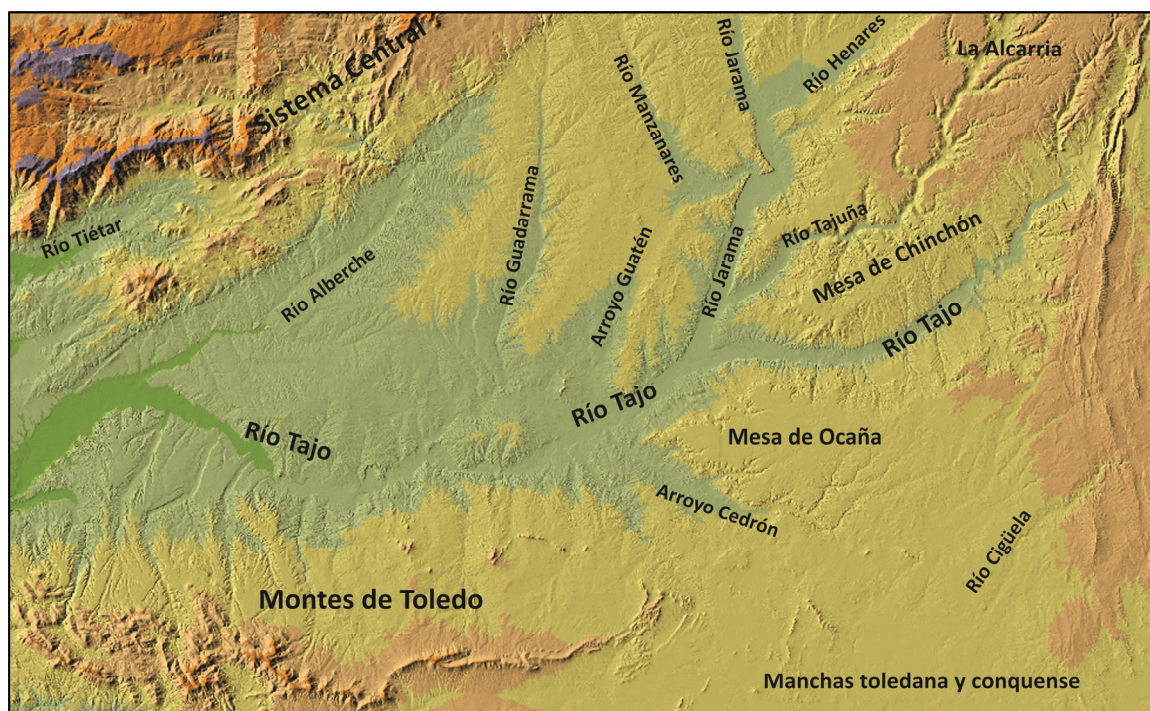 Río Jarama
Río Henares
La Alcarria
Sistema Central
Río Manzanares
Río Tiétar
Río Guadarrama
Río Tajuña
Mesa de Chinchón
Río Alberche
Arroyo Guatén
Río Jarama
Río Tajo
Río Tajo
Río Tajo
Mesa de Ocaña
Arroyo Cedrón
Río Cigüela
Montes de Toledo
Manchas toledana y conquense